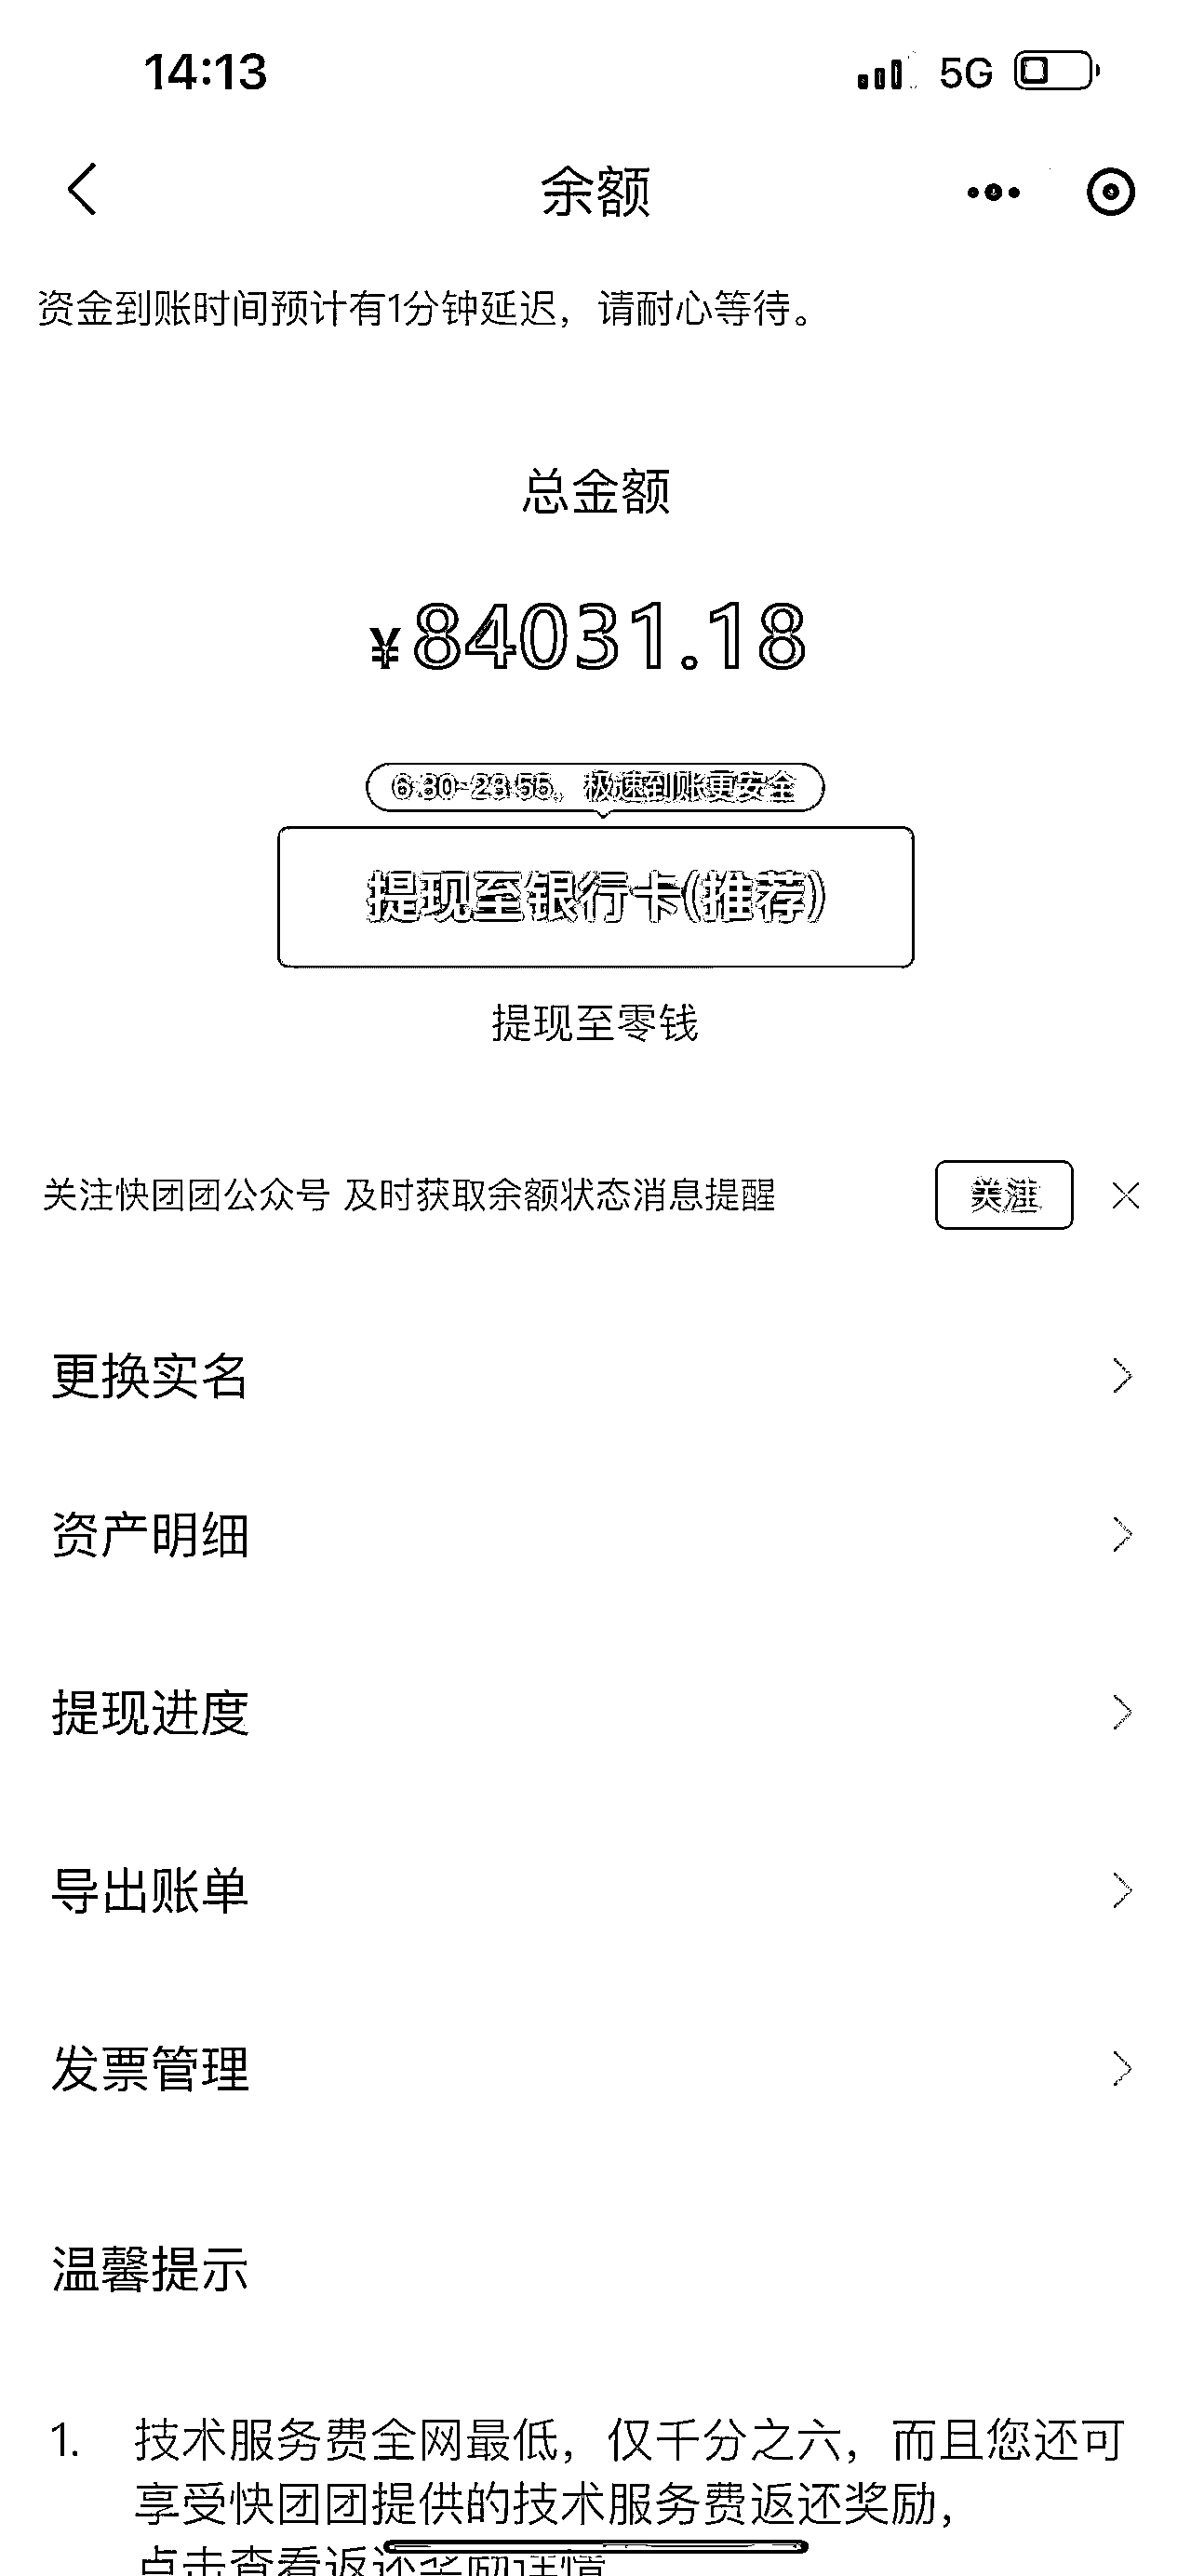 14:13
5G
余额
资金到账时间预计有1分钟延迟，请耐心等待。
总金额
¥84031.18
6:30-23:55，极速到账更安全
提现至银行卡(推荐)
提现至零钱
关注快团团公众号 及时获取余额状态消息提醒
关注
更换实名
资产明细
提现进度
导出账单
发票管理
温馨提示
1. 技术服务费全网最低，仅千分之六，而且您还可
享受快团团提供的技术服务费返还奖励，
点击查看返还奖励详情